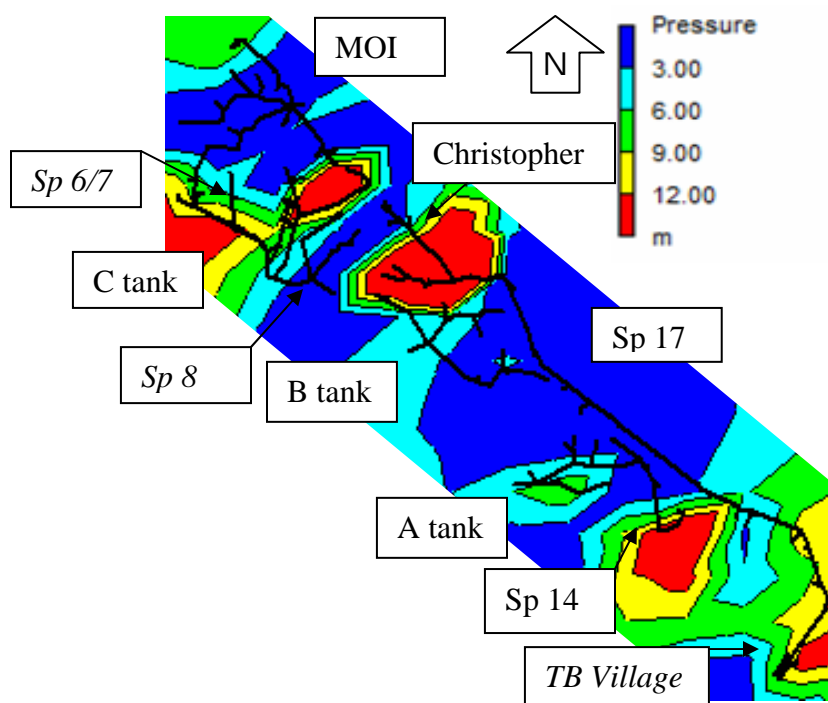 MOI
N
Pressure
3.00
6.00
9.00
12.00
m
Christopher
Sp 6/7
C tank
Sp 8
B tank
Sp 17
A tank
Sp 14
TB Village